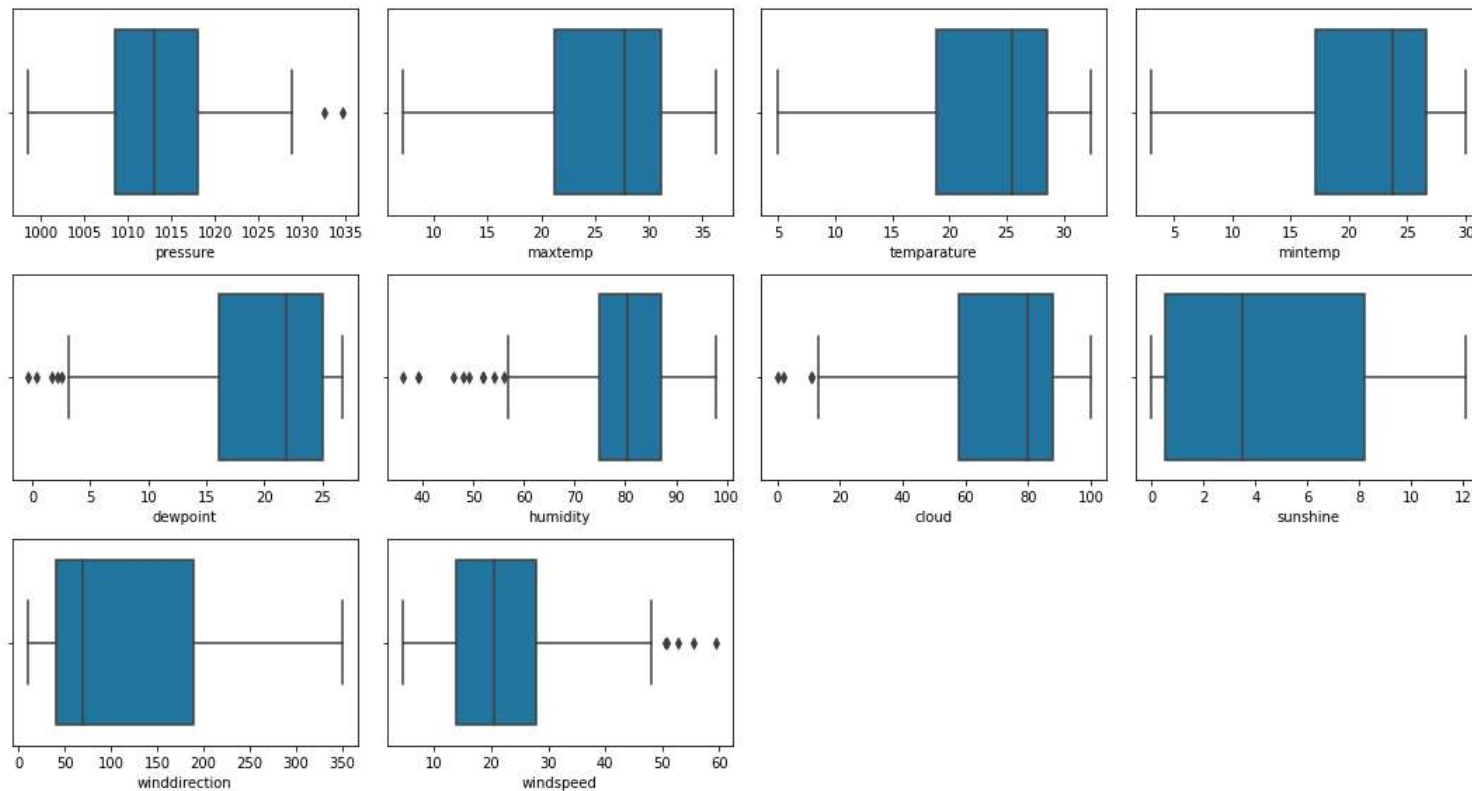 1000 1005 1010 1015 1020 1025 1030 1035
pressure
10 15 20 25 30 35
maxtemp
5 10 15 20 25 30
temparature
5 10 15 20 25 30
mintemp
0 5 10 15 20 25
dewpoint
40 50 60 70 80 90 100
humidity
0 20 40 60 80 100
cloud
0 2 4 6 8 10 12
sunshine
0 50 100 150 200 250 300 350
winddirection
10 20 30 40 50 60
windspeed